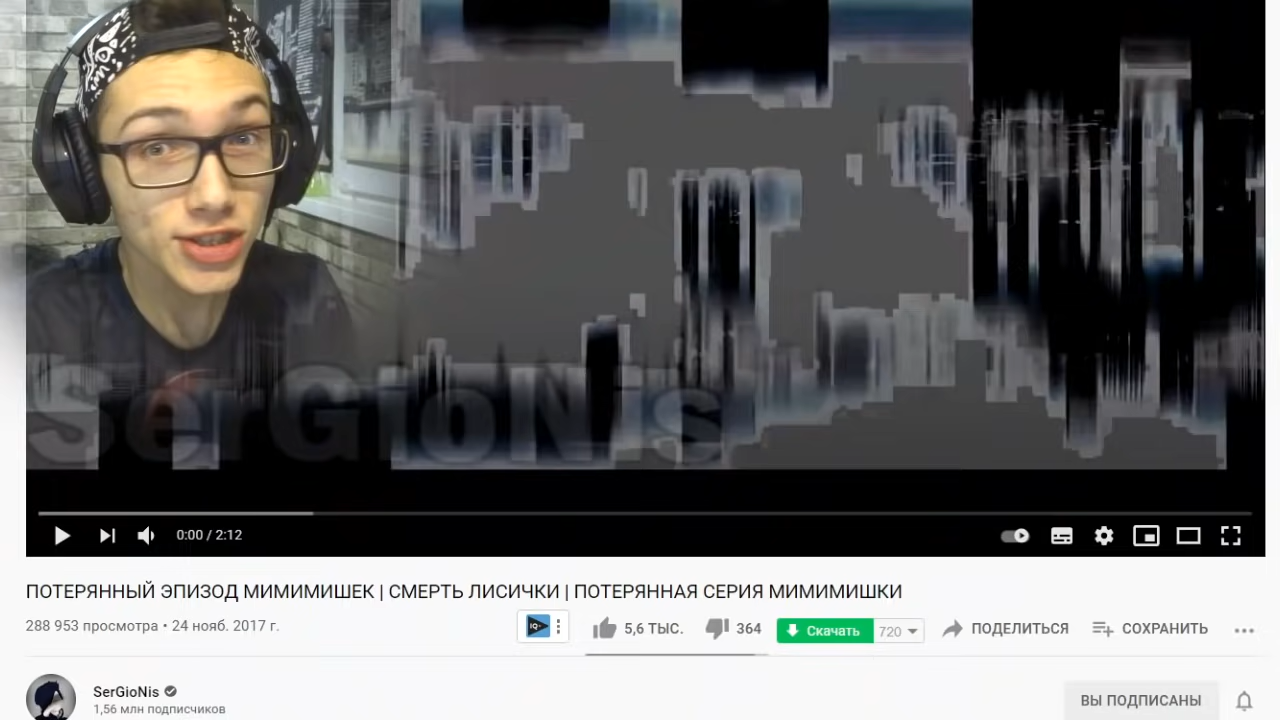 SerGioNis
0:00 / 2:12
ПОТЕРЯННЫЙ ЭПИЗОД МИМИМИШЕК | СМЕРТЬ ЛИСИЧКИ | ПОТЕРЯННАЯ СЕРИЯ МИМИМИШКИ
288 953 просмотра • 24 нояб. 2017 г.
IQ+ 5,6 ТЫС. 364 Скачать 720 ПОДЕЛИТЬСЯ СОХРАНИТЬ
SerGioNis
1,56 млн подписчиков
ВЫ ПОДПИСАНЫ